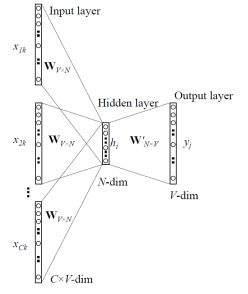 Input layer
x1k
WV×N
Hidden layer
Output layer
x2k
WV×N
hi
W'N×V
yj
N-dim
V-dim
WV×N
xCk
C×V-dim